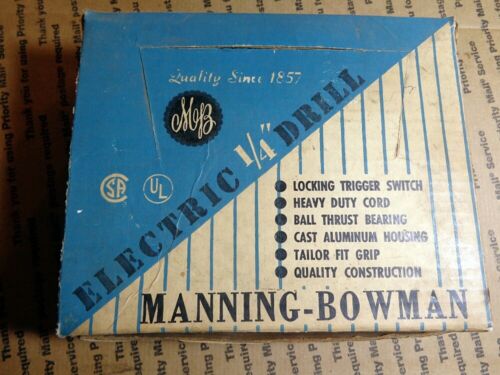 Quality Since 1857
MB
SA
UL
ELECTRIC 1/4" DRILL
LOCKING TRIGGER SWITCH
HEAVY DUTY CORD
BALL THRUST BEARING
CAST ALUMINUM HOUSING
TAILOR FIT GRIP
QUALITY CONSTRUCTION
MANNING-BOWMAN